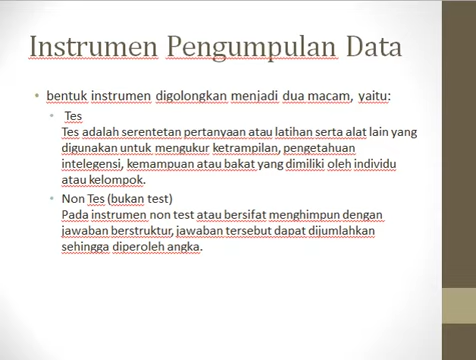 Instrumen Pengumpulan Data
bentuk instrumen digolongkan menjadi dua macam, yaitu:
Tes
Tes adalah serentetan pertanyaan atau latihan serta alat lain yang
digunakan untuk mengukur ketrampilan, pengetahuan
intelegensi, kemampuan atau bakat yang dimiliki oleh individu
atau kelompok.
Non Tes (bukan test)
Pada instrumen non test atau bersifat menghimpun dengan
jawaban berstruktur, jawaban tersebut dapat dijumlahkan
sehingga diperoleh angka.